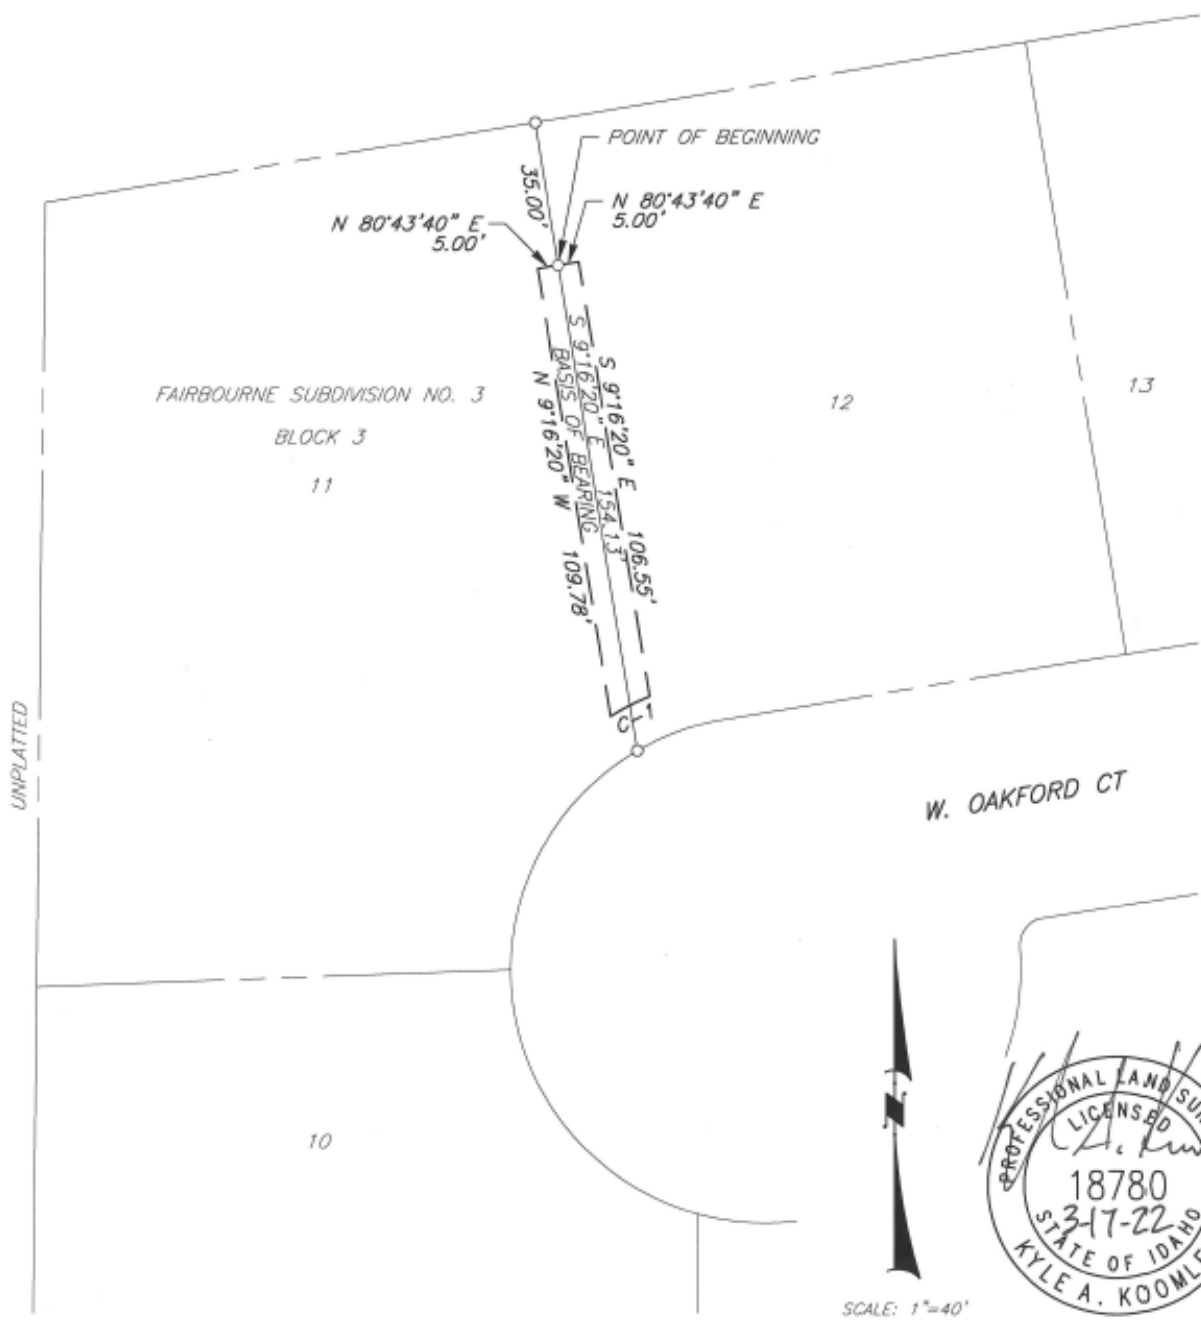 POINT OF BEGINNING
35.00'
N 80°43'40" E
5.00'
N 80°43'40" E
5.00'
S 9°16'20" E 106.55'
S 9°16'20" E 154.13'
BASIS OF BEARING
N 9°16'20" W 109.78'
FAIRBOURNE SUBDIVISION NO. 3
BLOCK 3
11
12
13
C-1
UNPLATTED
W. OAKFORD CT
10
SCALE: 1"=40'
PROFESSIONAL LAND SUR
LICENSED
18780
3-17-22
STATE OF IDAHO
KYLE A. KOOMLE